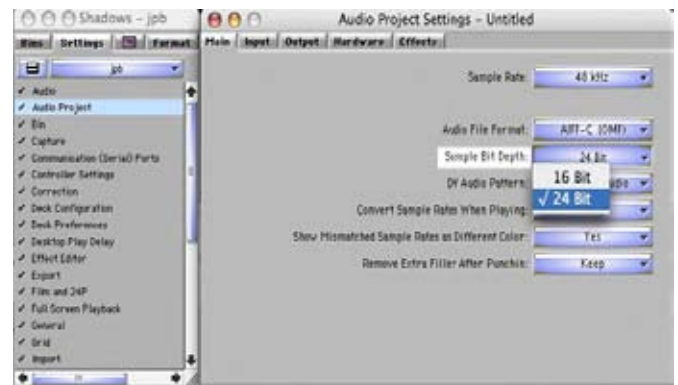 Shadows - jpb
Bins Settings Format
jpb
✓ Audio
✓ Audio Project
✓ Bin
✓ Capture
✓ Communication (Serial) Ports
✓ Controller Settings
✓ Correction
✓ Deck Configuration
✓ Deck Preferences
✓ Desktop Play Delay
✓ Effect Editor
✓ Export
✓ Film and 24P
✓ Full Screen Playback
✓ General
✓ Grid
✓ Import
Audio Project Settings - Untitled
Main Input Output Hardware Effects
Sample Rate: 48 kHz
Audio File Format: AIFF-C (OMF)
Sample Bit Depth: 24 Bit
16 Bit
✓ 24 Bit
DV Audio Pattern:
Convert Sample Rates When Playing:
Show Mismatched Sample Rates as Different Color: Yes
Remove Extra Filler After Punchin: Keep